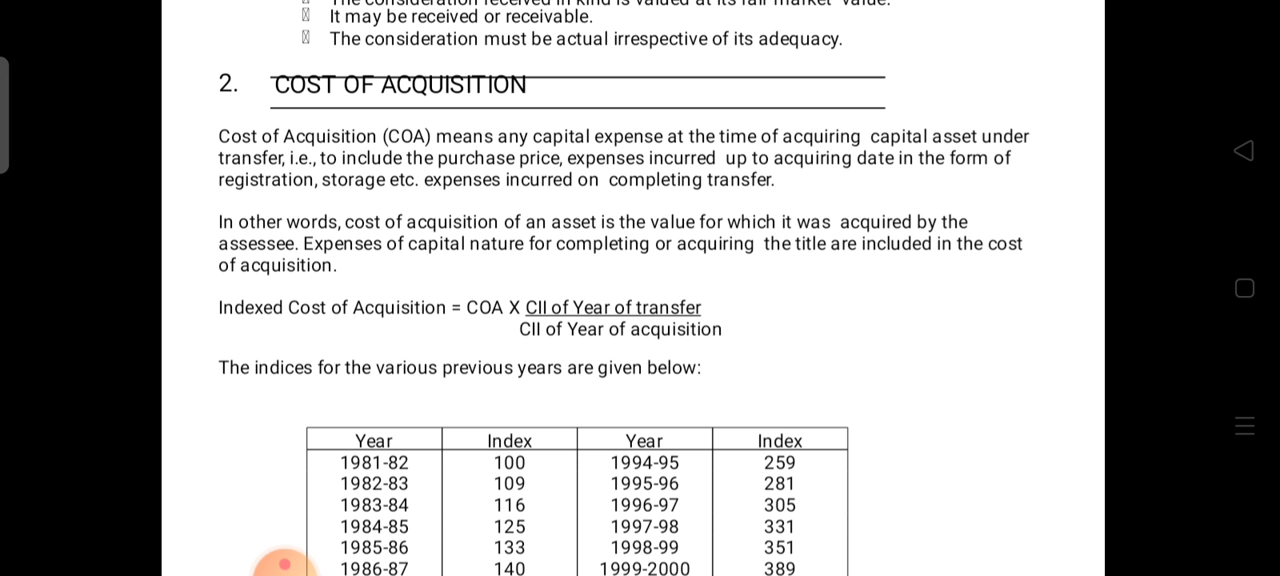 It may be received or receivable.
The consideration must be actual irrespective of its adequacy.
2. COST OF ACQUISITION
Cost of Acquisition (COA) means any capital expense at the time of acquiring capital asset under
transfer, i.e., to include the purchase price, expenses incurred up to acquiring date in the form of
registration, storage etc. expenses incurred on completing transfer.
In other words, cost of acquisition of an asset is the value for which it was acquired by the
assessee. Expenses of capital nature for completing or acquiring the title are included in the cost
of acquisition.
Indexed Cost of Acquisition = COA X CII of Year of transfer
CII of Year of acquisition
The indices for the various previous years are given below:
Year Index Year Index
1981-82 100 1994-95 259
1982-83 109 1995-96 281
1983-84 116 1996-97 305
1984-85 125 1997-98 331
1985-86 133 1998-99 351
1986-87 140 1999-2000 389